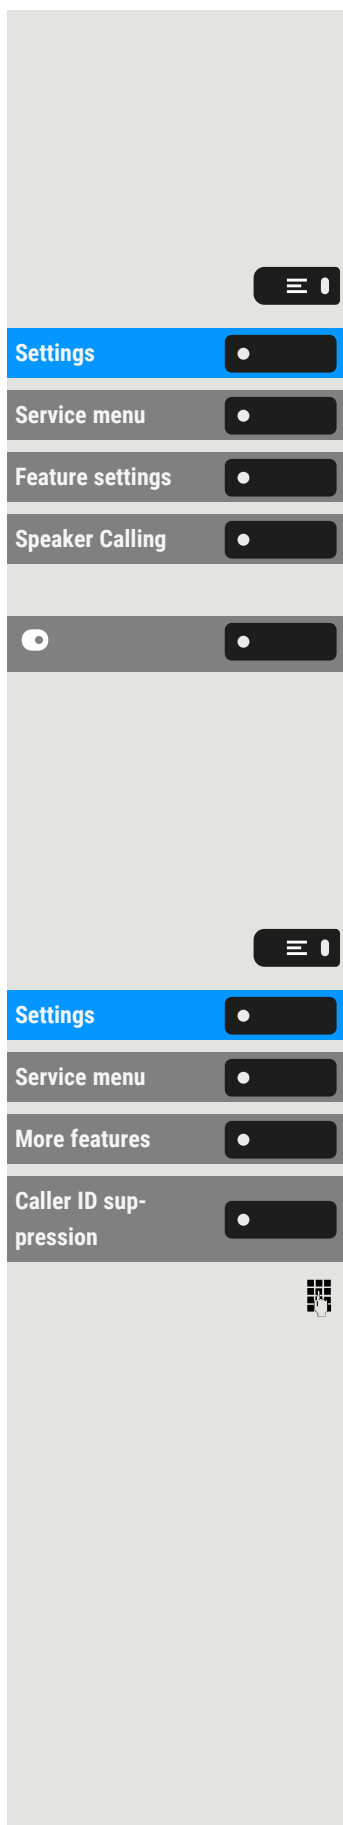 Settings
Service menu
Feature settings
Speaker Calling
Settings
Service menu
More features
Caller ID sup-
pression